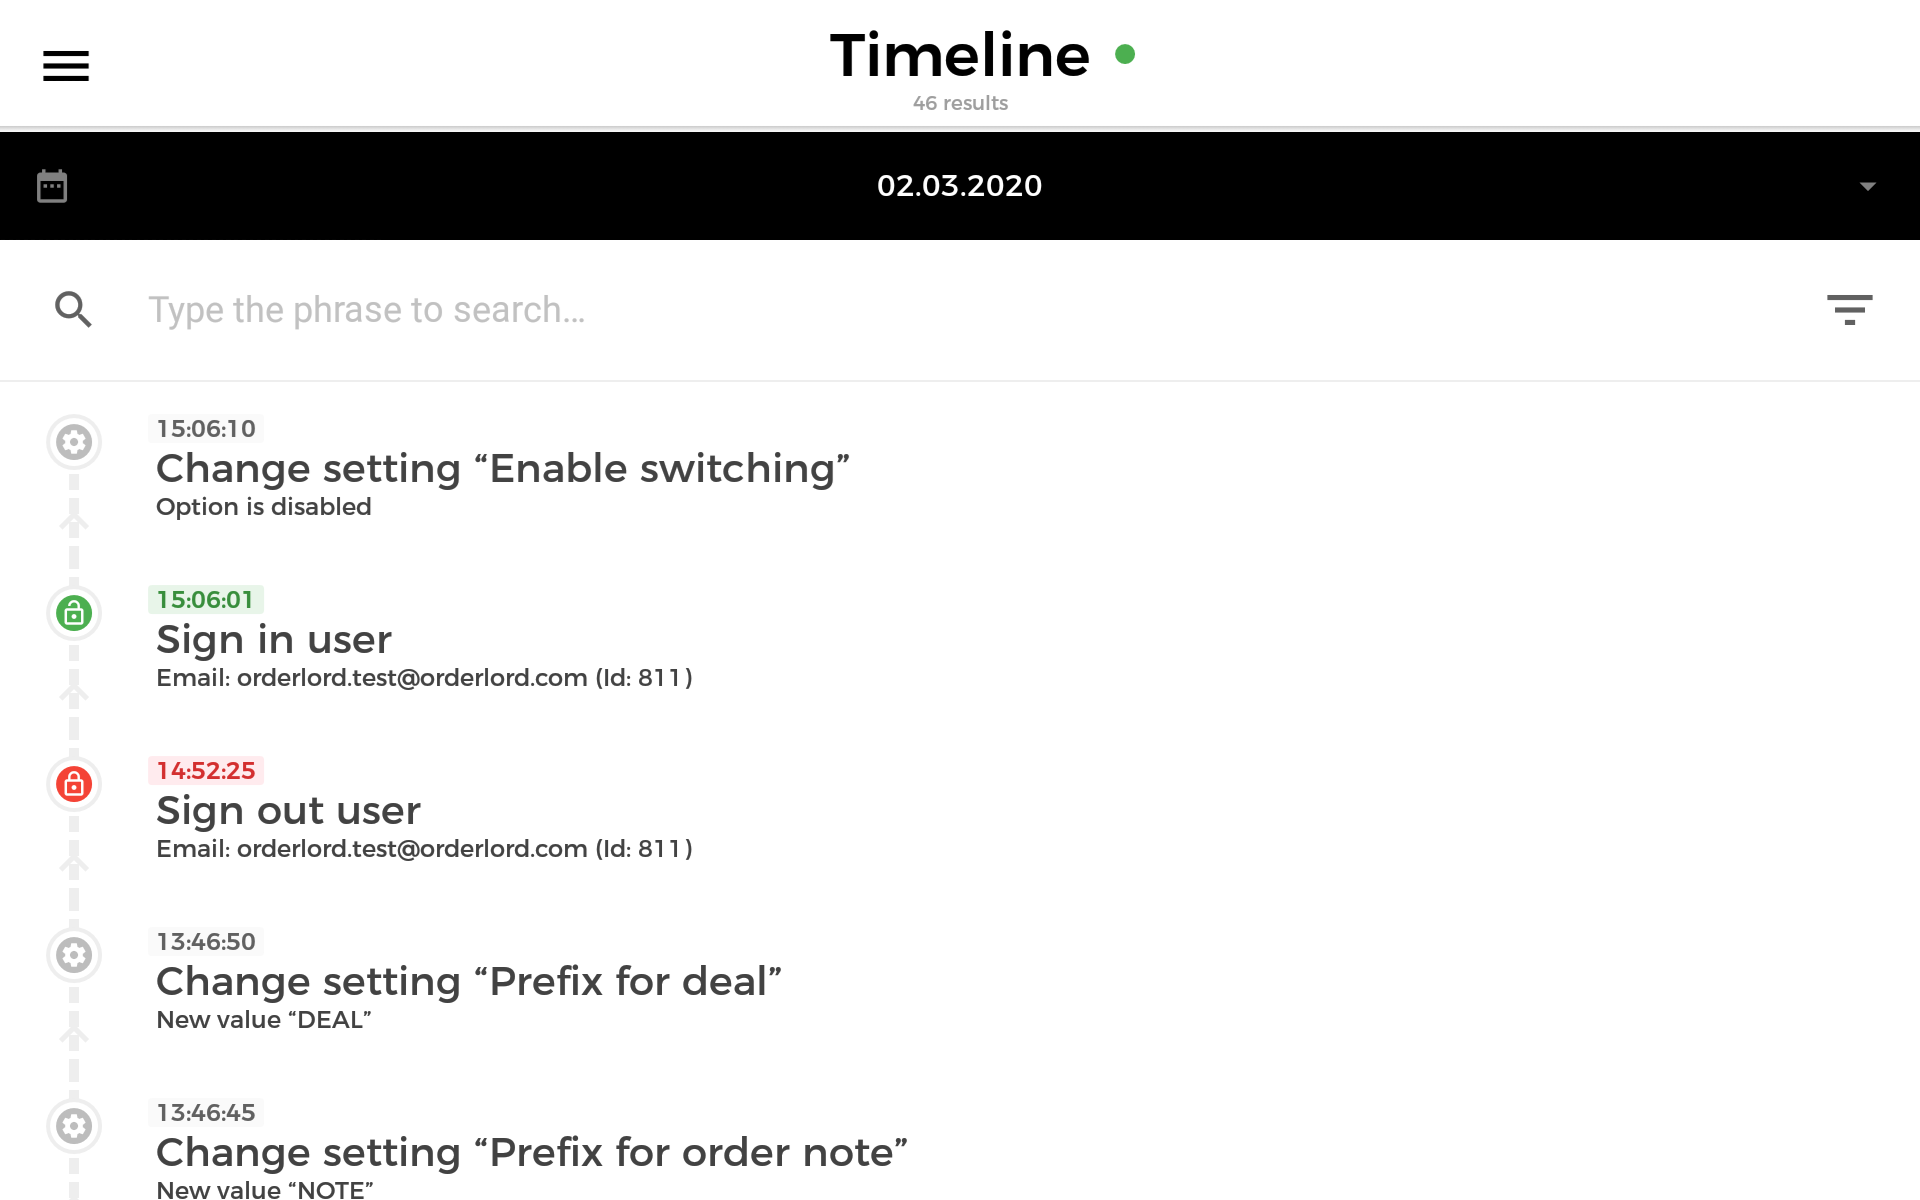 Timeline
46 results
02.03.2020
Type the phrase to search...
15:06:10
Change setting “Enable switching”
Option is disabled
15:06:01
Sign in user
Email: orderlord.test@orderlord.com (Id: 811)
14:52:25
Sign out user
Email: orderlord.test@orderlord.com (Id: 811)
13:46:50
Change setting “Prefix for deal”
New value “DEAL”
13:46:45
Change setting “Prefix for order note”
New value “NOTE”